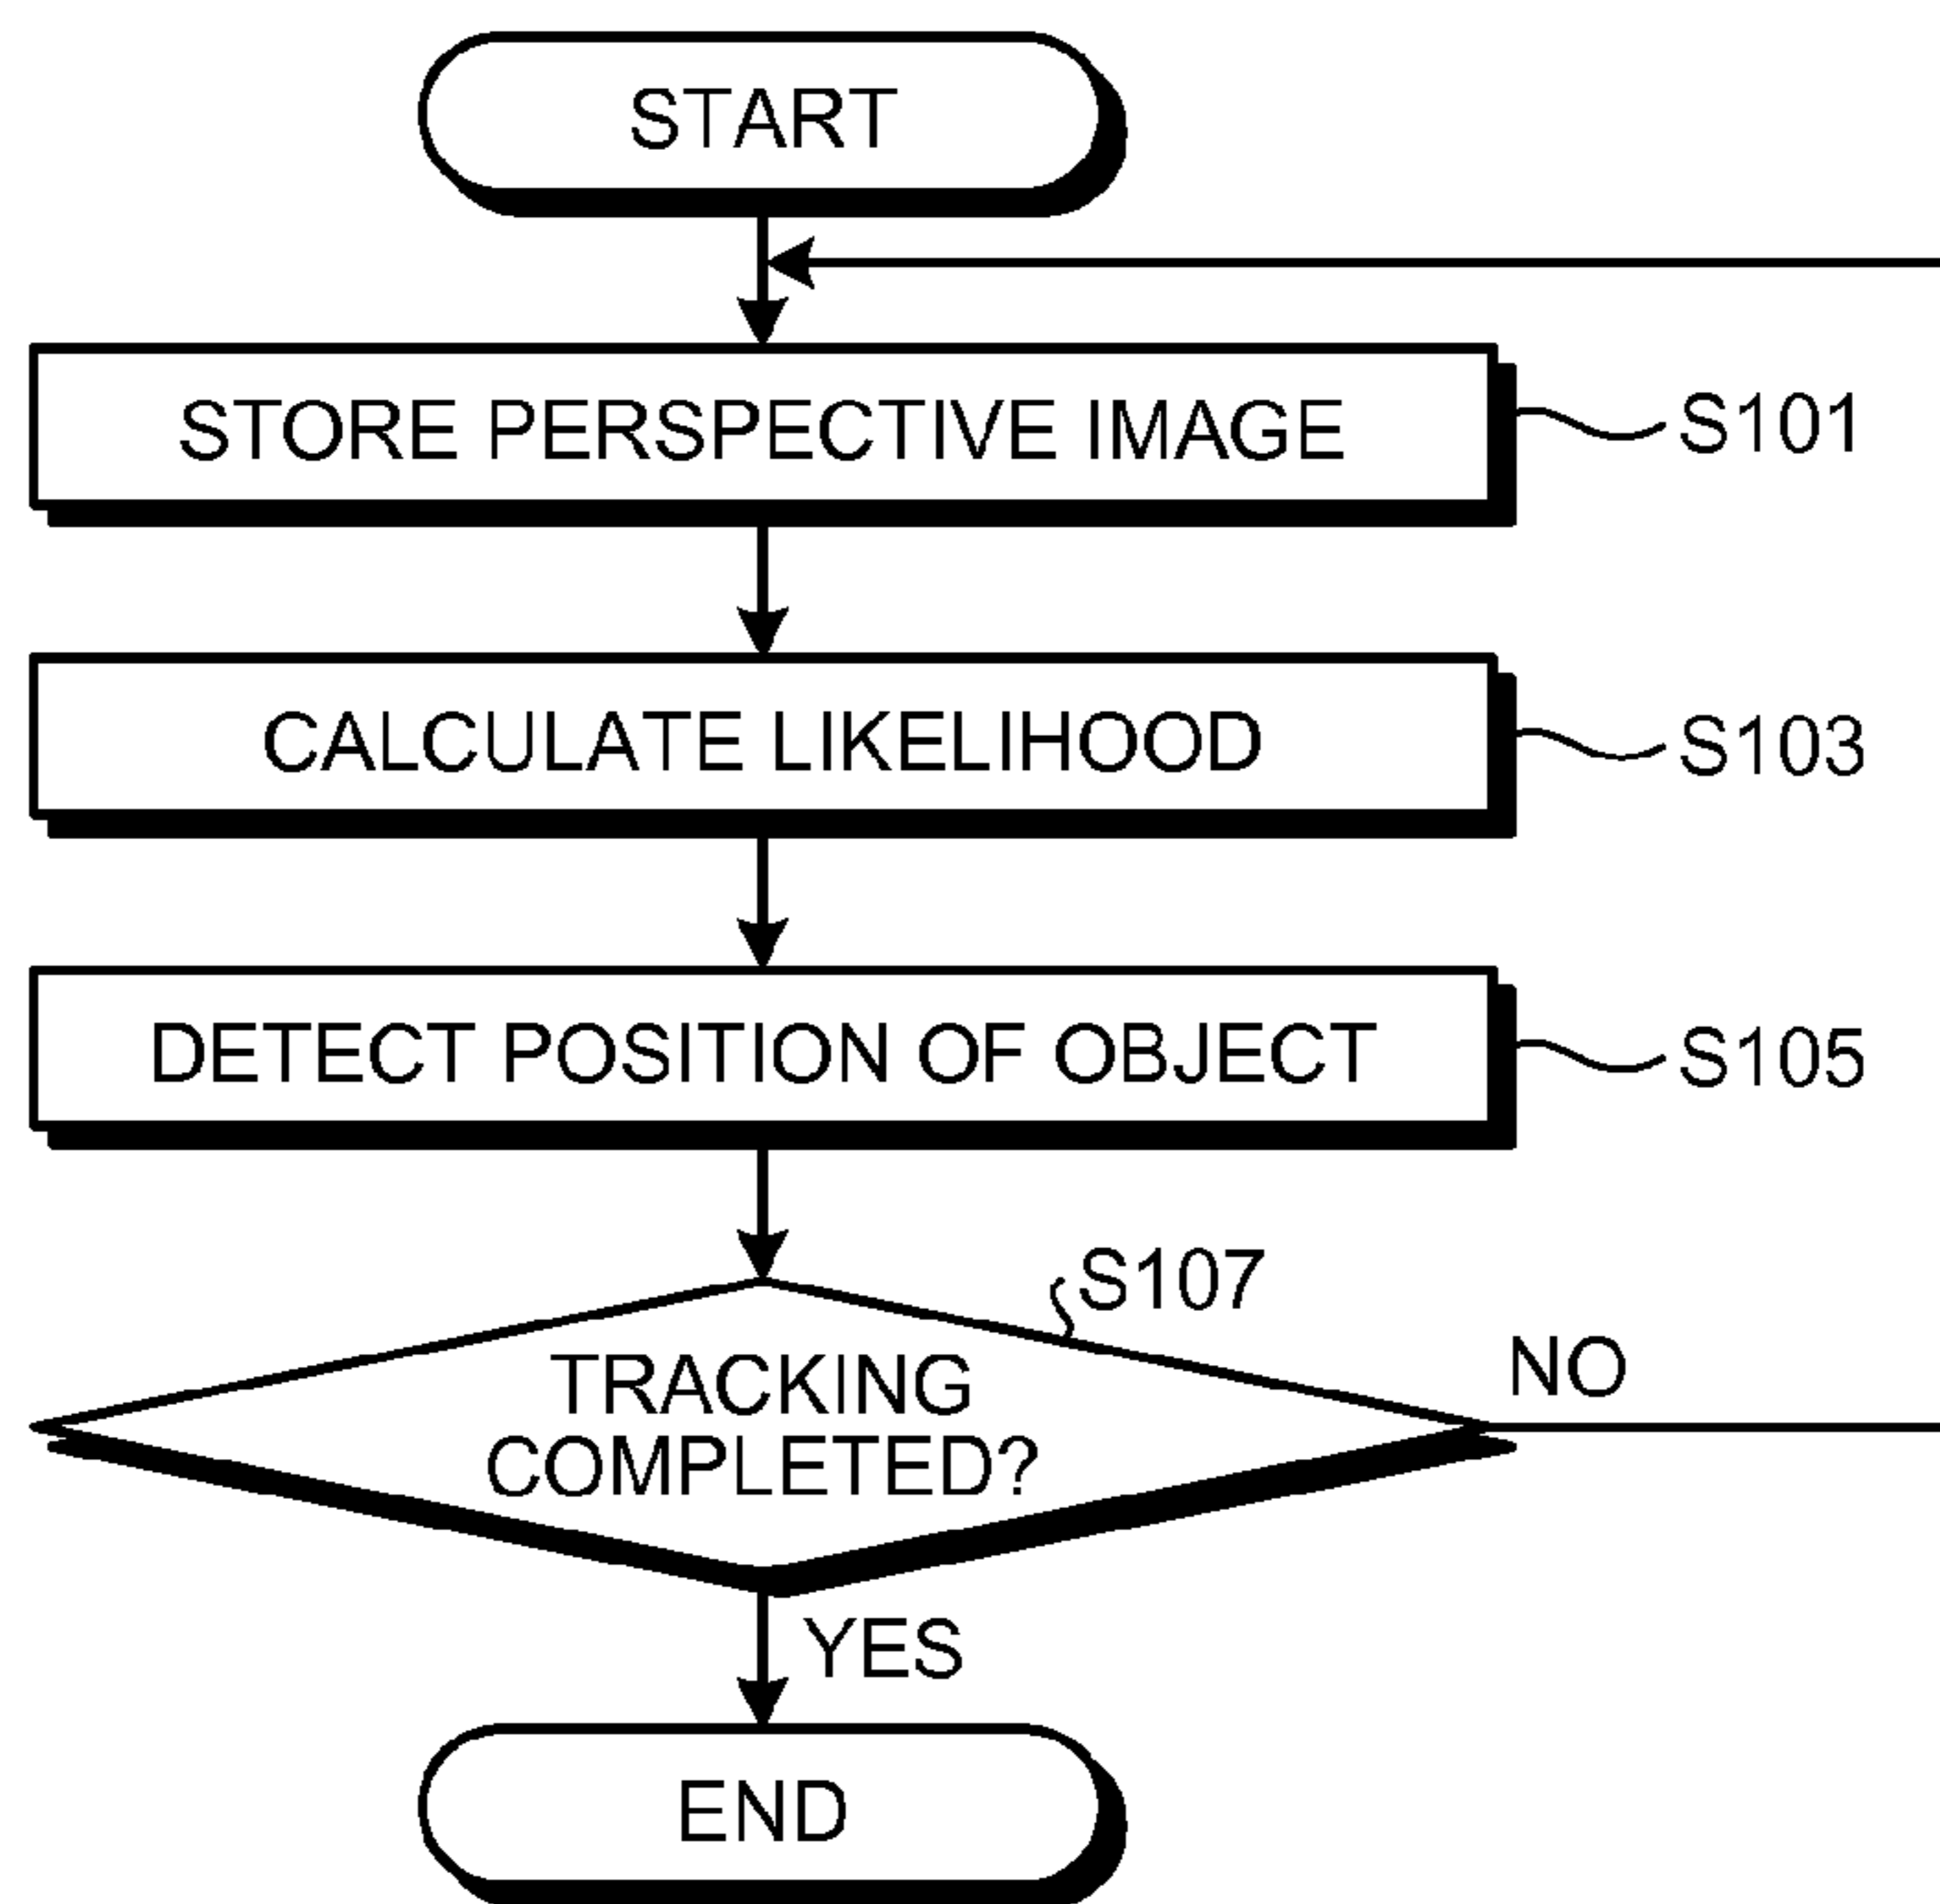 START
STORE PERSPECTIVE IMAGE
S101
CALCULATE LIKELIHOOD
S103
DETECT POSITION OF OBJECT
S105
S107
TRACKING
COMPLETED?
NO
YES
END